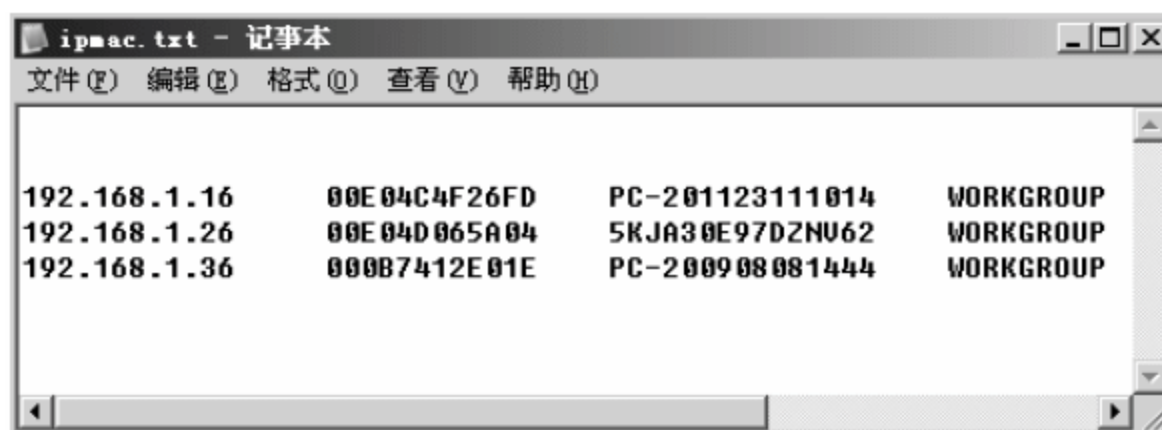 ipmac.txt - 记事本
文件(F) 编辑(E) 格式(O) 查看(V) 帮助(H)
192.168.1.16 00E04C4F26FD PC-201123111014 WORKGROUP
192.168.1.26 00E04D065A04 5KJA30E97DZNV62 WORKGROUP
192.168.1.36 000B7412E01E PC-200908081444 WORKGROUP